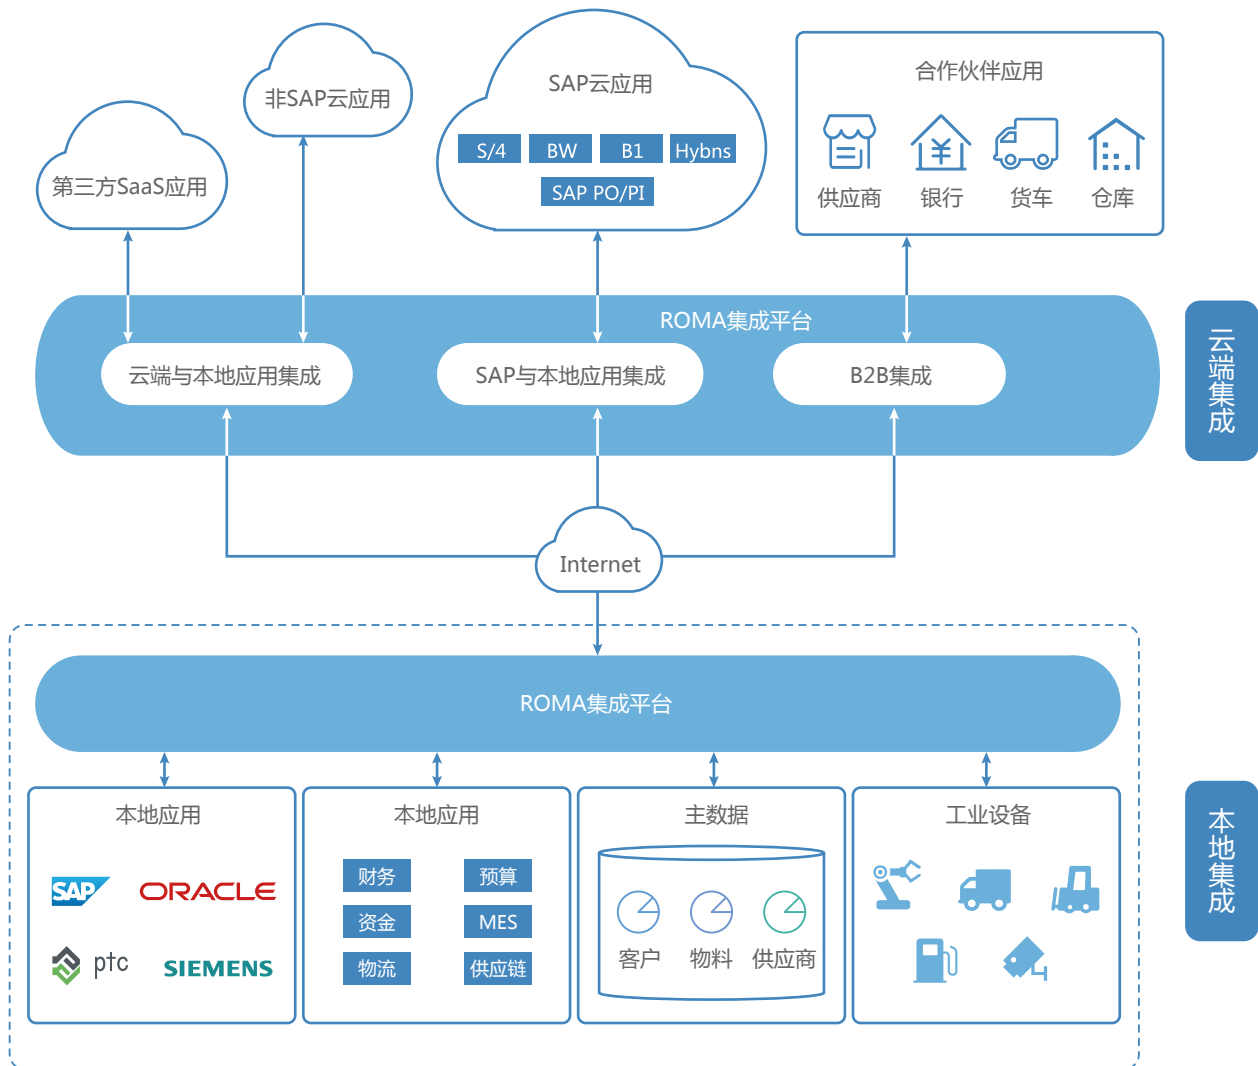 非SAP云应用
第三方SaaS应用
SAP云应用
S/4 BW B1 Hybns
SAP PO/PI
合作伙伴应用
供应商 银行 货车 仓库
ROMA集成平台
云端与本地应用集成 SAP与本地应用集成 B2B集成
云端集成
Internet
ROMA集成平台
本地应用
SAP ORACLE
ptc SIEMENS
本地应用
财务 预算
资金 MES
物流 供应链
主数据
客户 物料 供应商
工业设备
本地集成